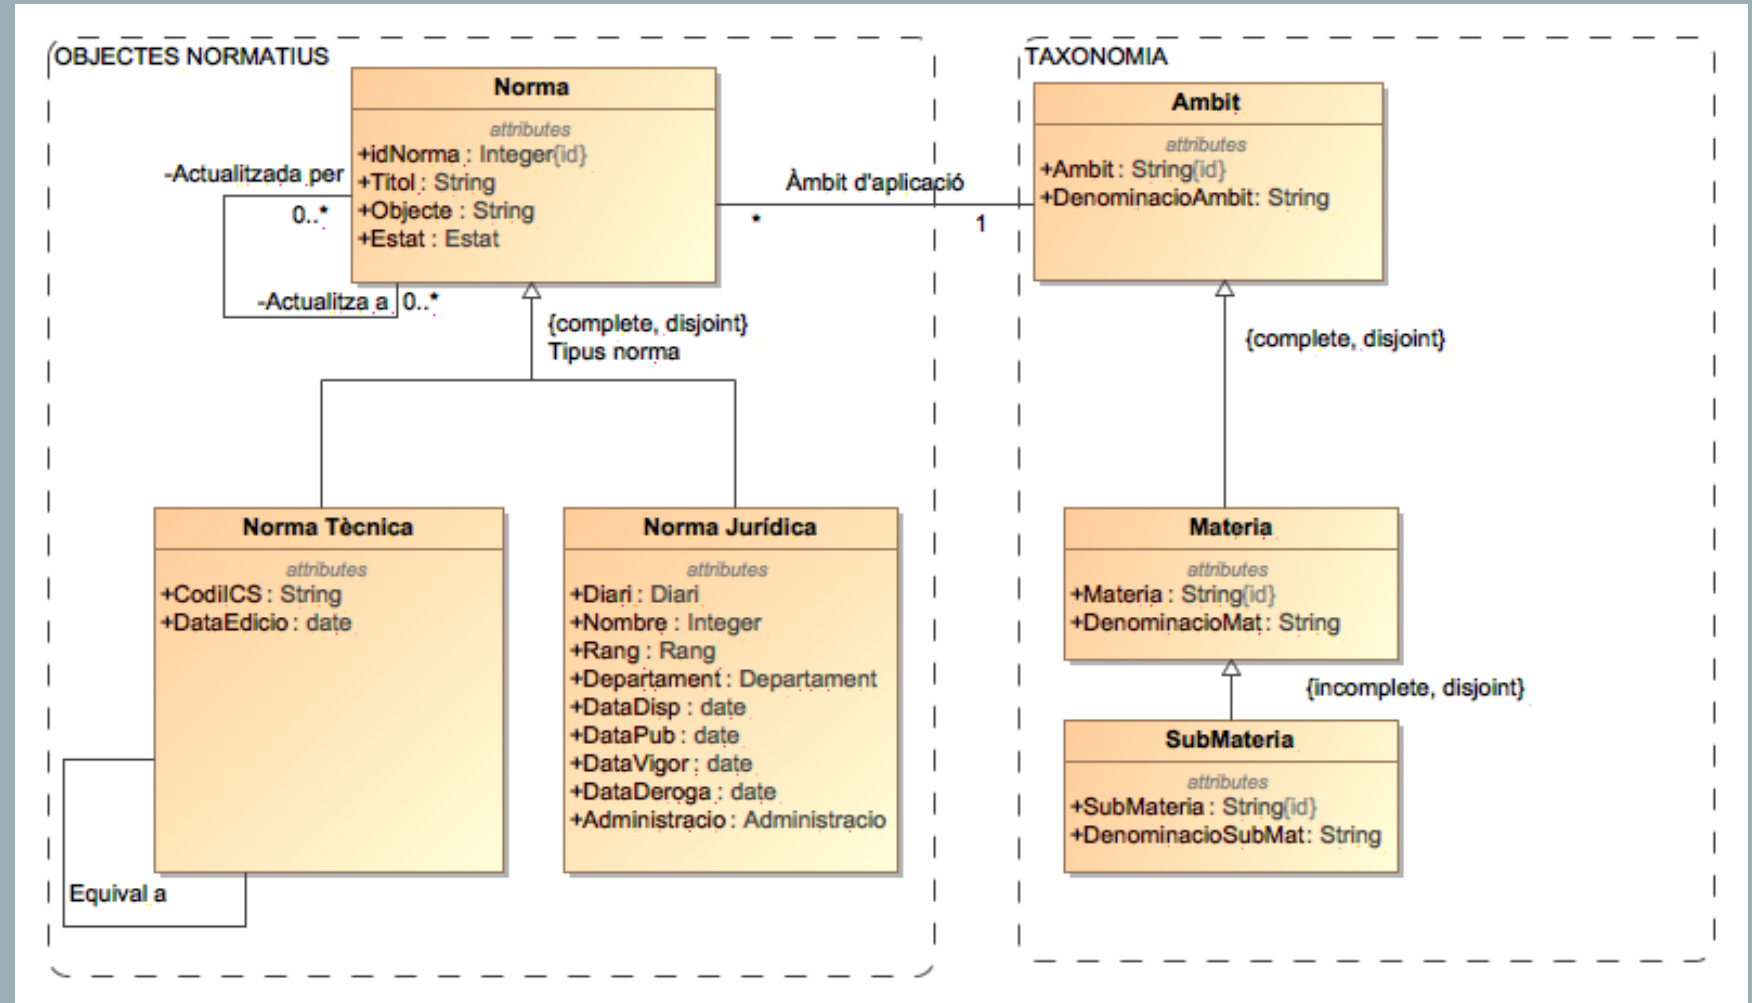 OBJECTES NORMATIUS
Norma
attributes
+idNorma : Integer{id}
+Titol : String
+Objecte : String
+Estat : Estat
-Actualitzada per
0..*
-Actualitza a
0..*
Àmbit d'aplicació
*
1
{complete, disjoint}
Tipus norma
Norma Tècnica
attributes
+CodiICS : String
+DataEdicio : date
Equival a
Norma Jurídica
attributes
+Diari : Diari
+Nombre : Integer
+Rang : Rang
+Departament : Departament
+DataDisp : date
+DataPub : date
+DataVigor : date
+DataDeroga : date
+Administracio : Administracio
TAXONOMIA
Ambit
attributes
+Ambit : String{id}
+DenominacioAmbit : String
{complete, disjoint}
Materia
attributes
+Materia : String{id}
+DenominacioMat : String
{incomplete, disjoint}
SubMateria
attributes
+SubMateria : String{id}
+DenominacioSubMat : String